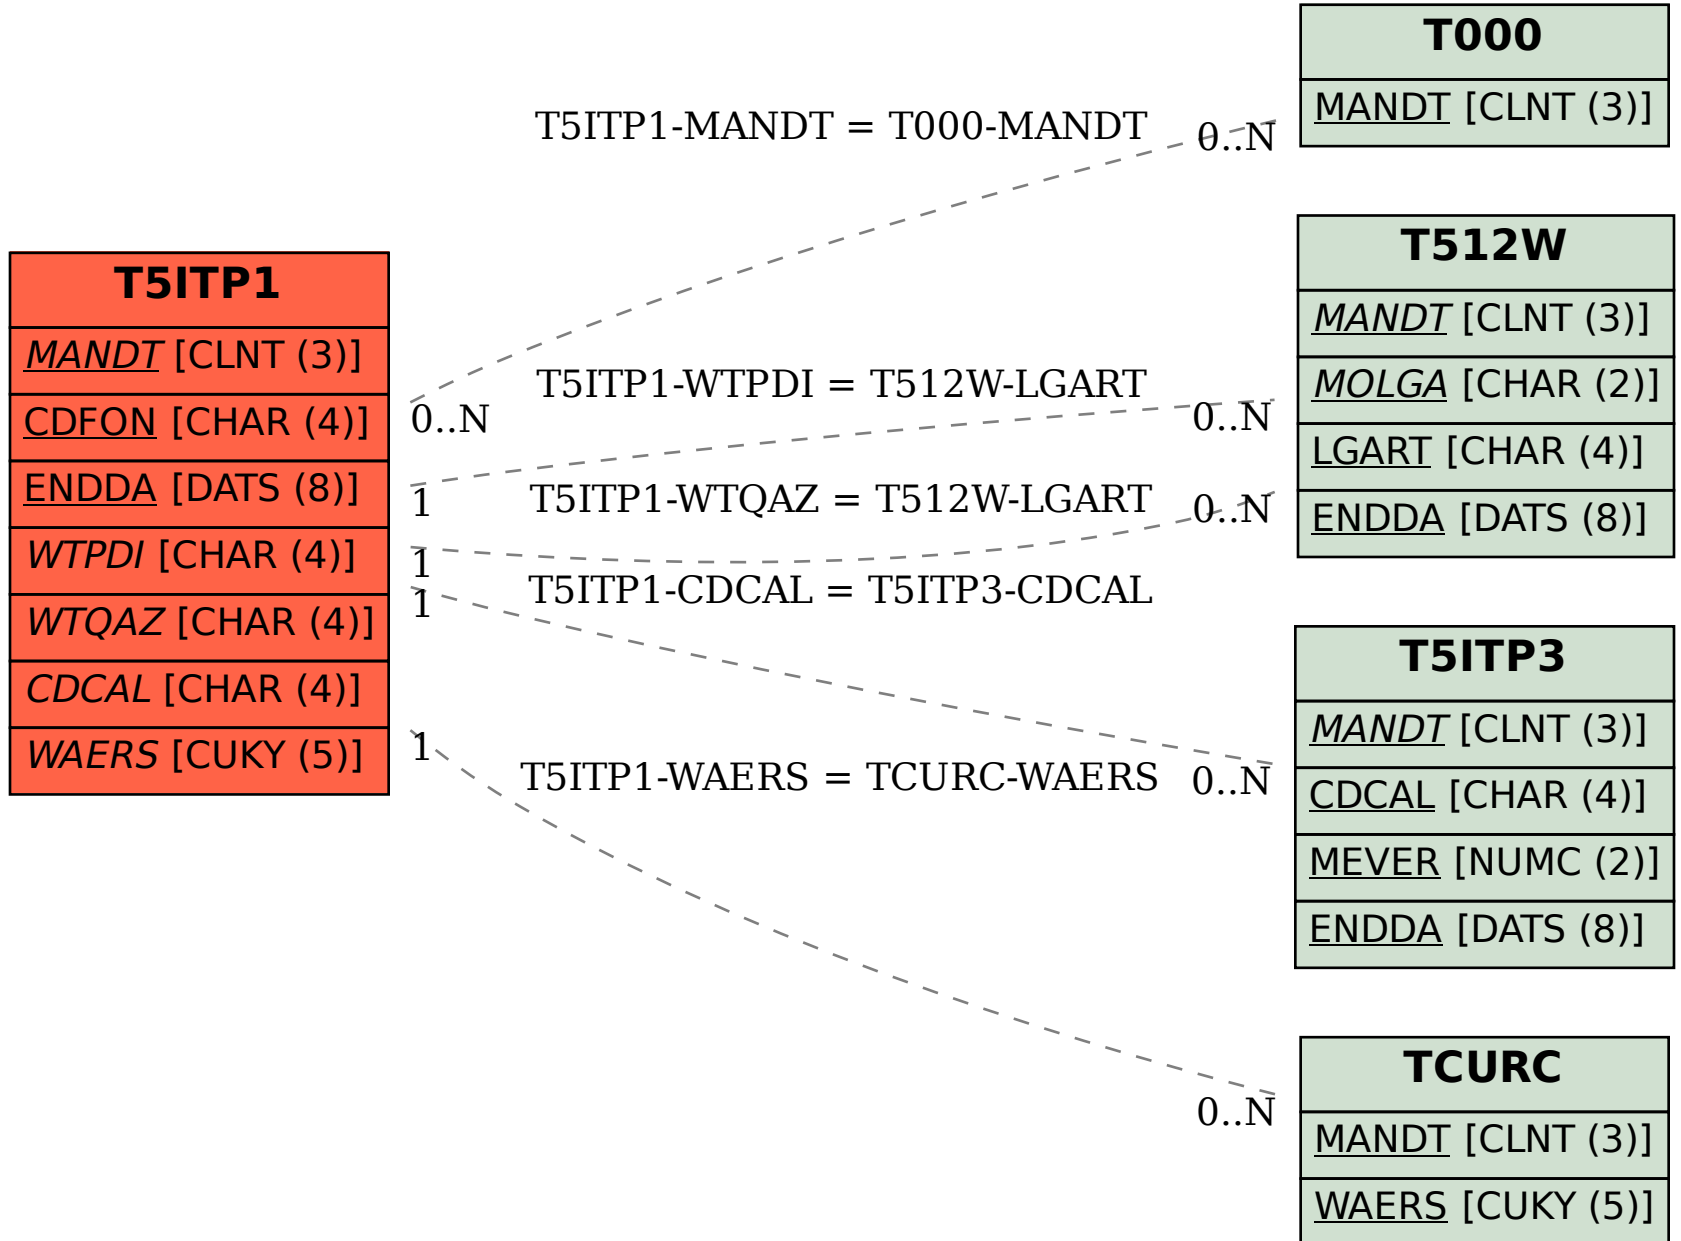 T5ITP1
MANDT [CLNT (3)]
CDFON [CHAR (4)]
ENDDA [DATS (8)]
WTPDI [CHAR (4)]
WTQAZ [CHAR (4)]
CDCAL [CHAR (4)]
WAERS [CUKY (5)]
T5ITP1-MANDT = T000-MANDT
0..N
0..N
T5ITP1-WTPDI = T512W-LGART
0..N
1
T5ITP1-WTQAZ = T512W-LGART
0..N
1
T5ITP1-CDCAL = T5ITP3-CDCAL
1
0..N
T5ITP1-WAERS = TCURC-WAERS
1
0..N
T000
MANDT [CLNT (3)]
T512W
MANDT [CLNT (3)]
MOLGA [CHAR (2)]
LGART [CHAR (4)]
ENDDA [DATS (8)]
T5ITP3
MANDT [CLNT (3)]
CDCAL [CHAR (4)]
MEVER [NUMC (2)]
ENDDA [DATS (8)]
TCURC
MANDT [CLNT (3)]
WAERS [CUKY (5)]